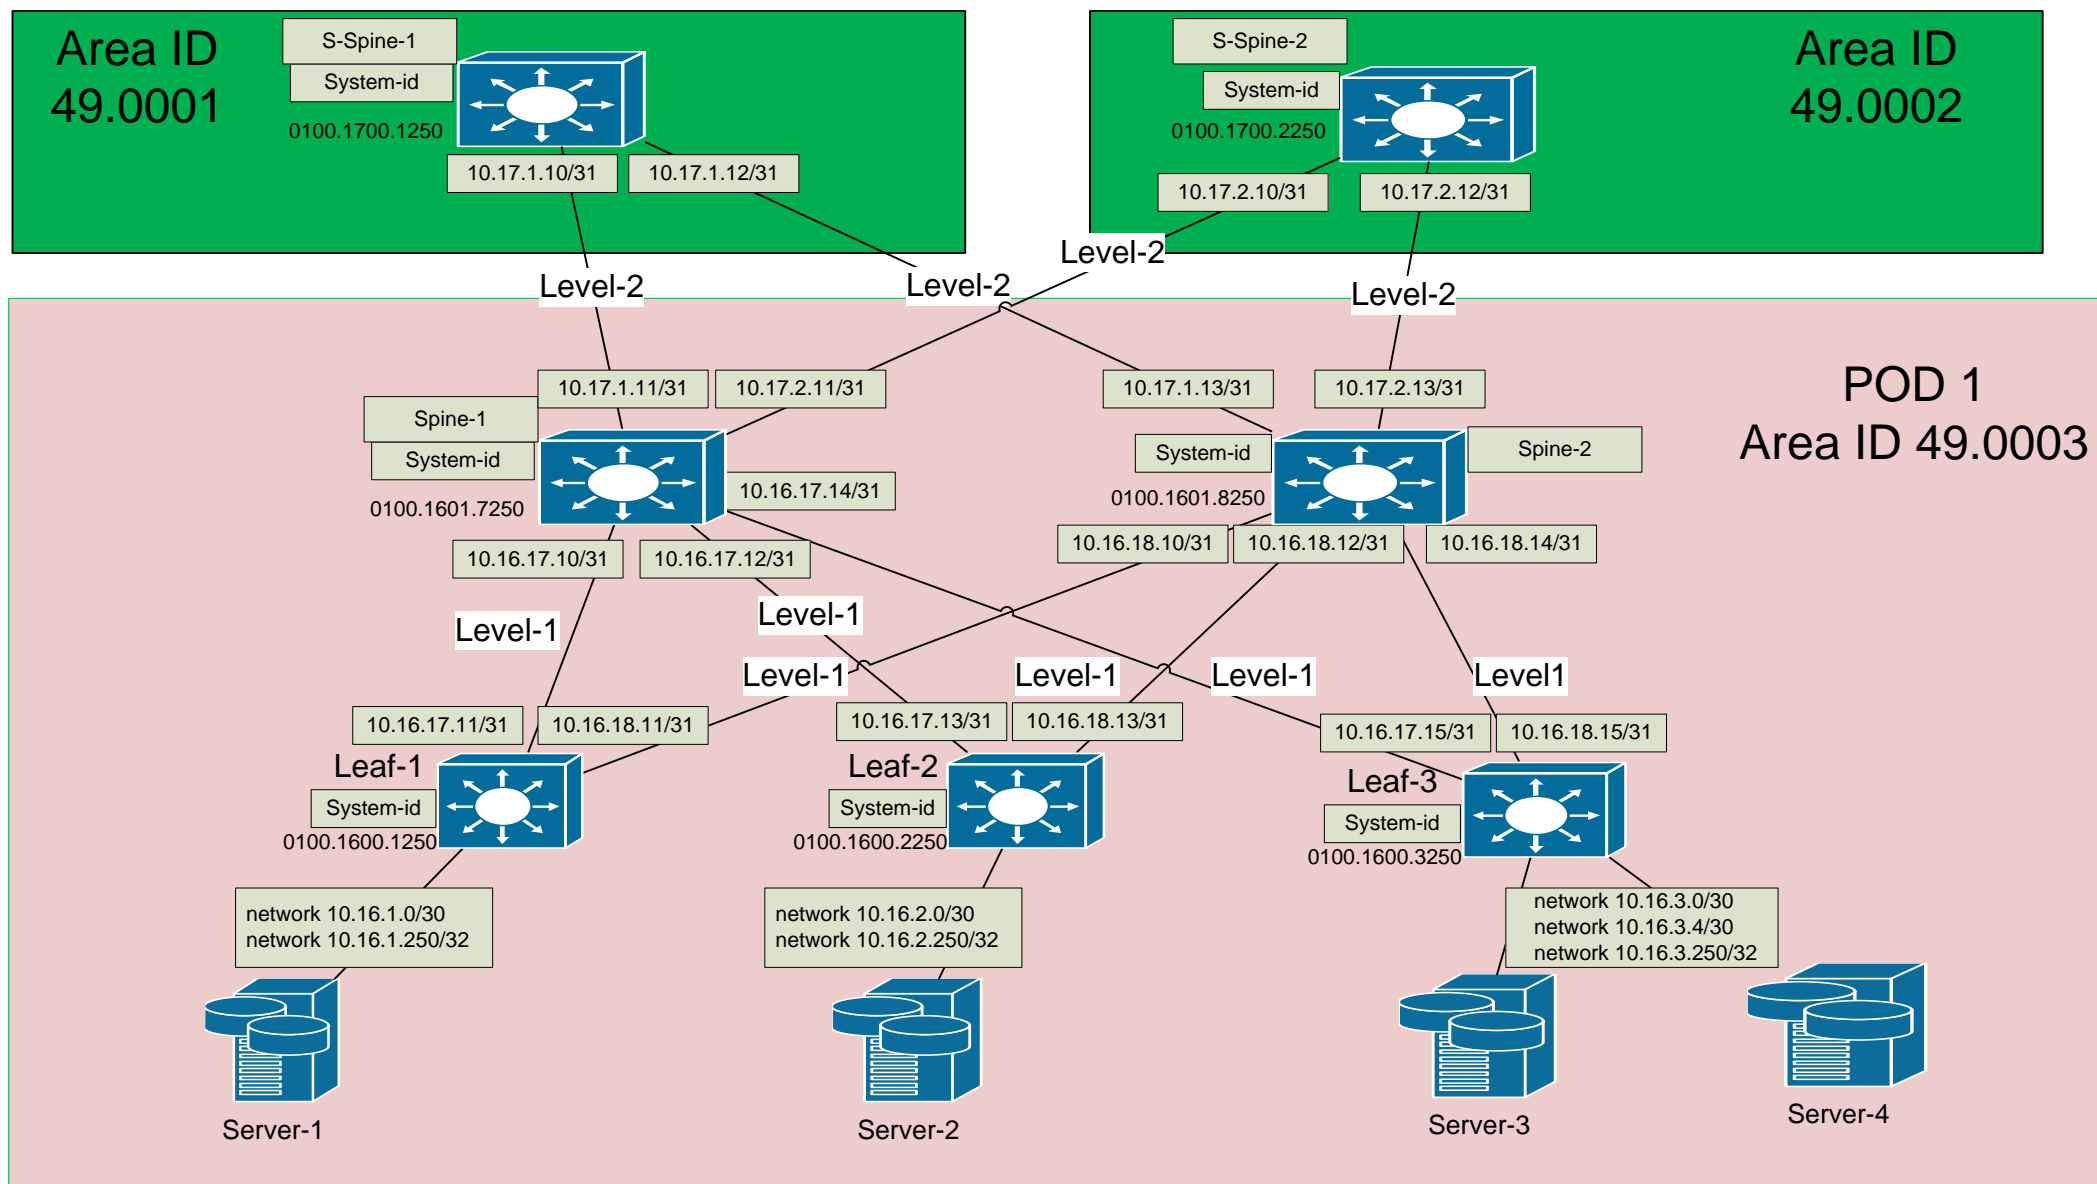 Area ID
49.0001
S-Spine-1
System-id
0100.1700.1250
10.17.1.10/31
10.17.1.12/31
S-Spine-2
System-id
0100.1700.2250
10.17.2.10/31
10.17.2.12/31
Area ID
49.0002
Level-2
Level-2
Level-2
Level-2
POD 1
Area ID 49.0003
10.17.1.11/31
10.17.2.11/31
Spine-1
System-id
0100.1601.7250
10.16.17.14/31
10.16.17.10/31
10.16.17.12/31
10.17.1.13/31
10.17.2.13/31
System-id
Spine-2
0100.1601.8250
10.16.18.10/31
10.16.18.12/31
10.16.18.14/31
Level-1
Level-1
Level-1
Level-1
Level-1
Level1
10.16.17.11/31
10.16.18.11/31
Leaf-1
System-id
0100.1600.1250
10.16.17.13/31
10.16.18.13/31
Leaf-2
System-id
0100.1600.2250
10.16.17.15/31
10.16.18.15/31
Leaf-3
System-id
0100.1600.3250
network 10.16.1.0/30
network 10.16.1.250/32
network 10.16.2.0/30
network 10.16.2.250/32
network 10.16.3.0/30
network 10.16.3.4/30
network 10.16.3.250/32
Server-1
Server-2
Server-3
Server-4